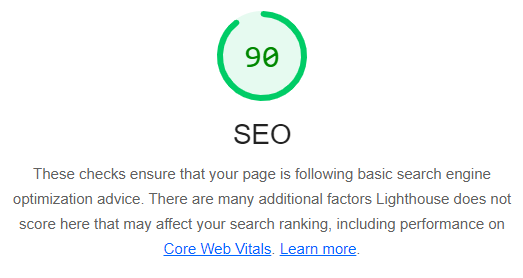 90
SEO
These checks ensure that your page is following basic search engine
optimization advice. There are many additional factors Lighthouse does not
score here that may affect your search ranking, including performance on
Core Web Vitals. Learn more.